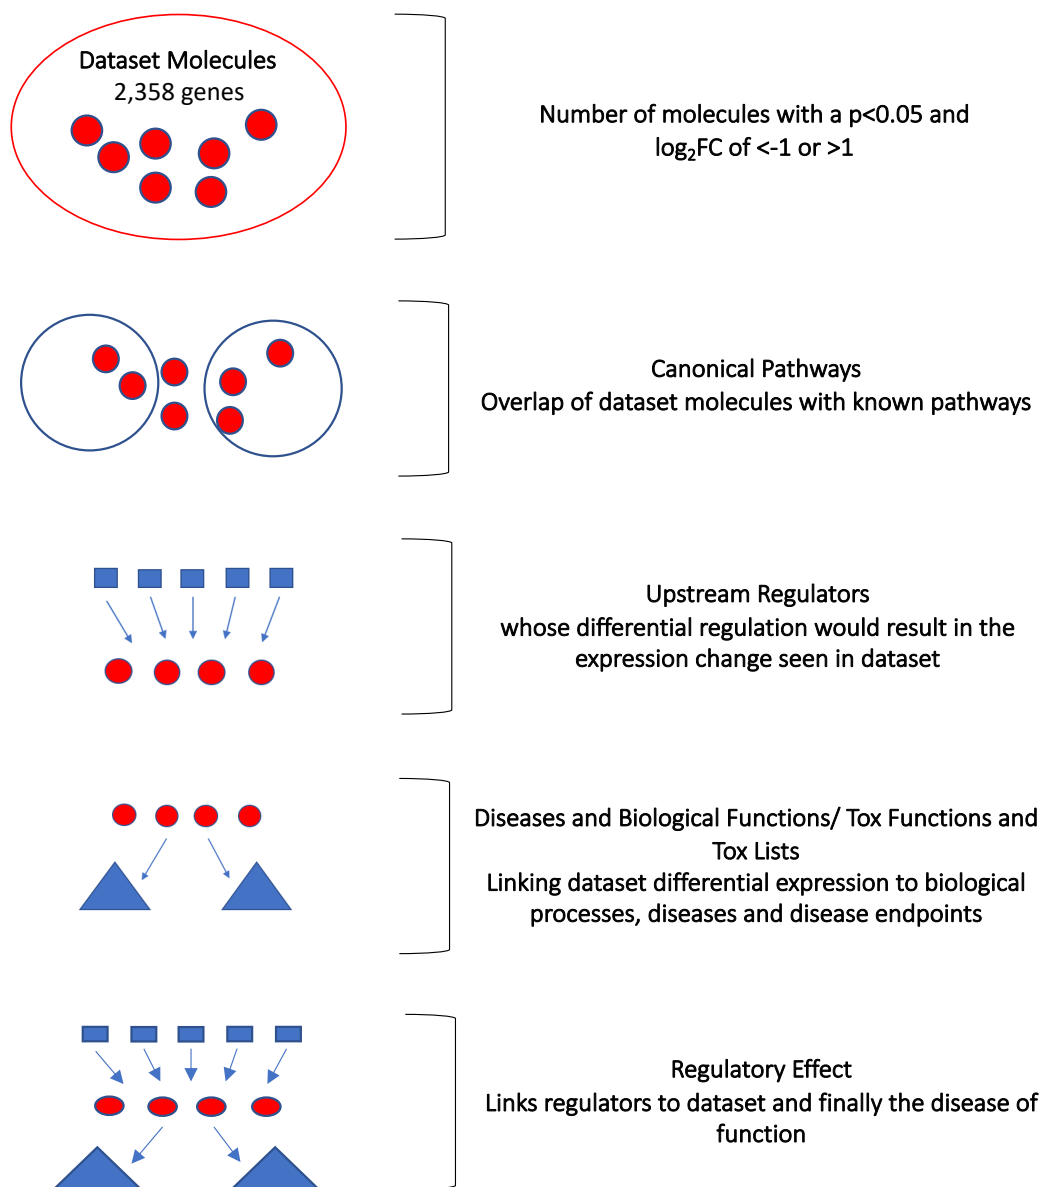 Dataset Molecules
2,358 genes
Number of molecules with a p<0.05 and
log₂FC of <-1 or >1
Canonical Pathways
Overlap of dataset molecules with known pathways
Upstream Regulators
whose differential regulation would result in the
expression change seen in dataset
Diseases and Biological Functions/ Tox Functions and
Tox Lists
Linking dataset differential expression to biological
processes, diseases and disease endpoints
Regulatory Effect
Links regulators to dataset and finally the disease of
function